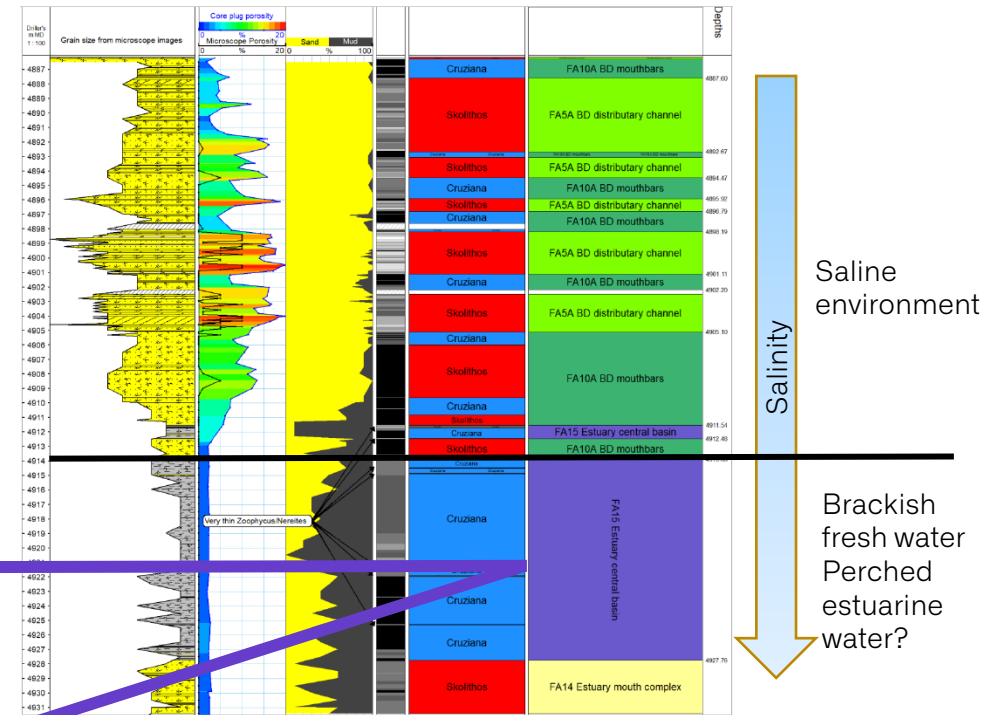 Core plug porosity
Driller's
m MD
1 : 100
Grain size from microscope images
0 % 20
Microscope Porosity
0 % 20
Sand Mud
0 % 100
Depths
4887
4888
4889
4890
4891
4892
4893
4894
4895
4896
4897
4898
4899
4900
4901
4902
4903
4904
4905
4906
4907
4908
4909
4910
4911
4912
4913
4914
4915
4916
4917
4918
4919
4920
4922
4923
4924
4925
4926
4927
4928
4929
4930
4931
Very thin Zoophycus/Nereites
Cruziana
Skolithos
Skolithos
Cruziana
Skolithos
Cruziana
Skolithos
Cruziana
Skolithos
Cruziana
Skolithos
Cruziana
Skolithos
Cruziana
Skolithos
Cruziana
Cruziana
Cruziana
Cruziana
Skolithos
FA10A BD mouthbars
FA5A BD distributary channel
FA5A BD distributary channel
FA10A BD mouthbars
FA5A BD distributary channel
FA10A BD mouthbars
FA5A BD distributary channel
FA10A BD mouthbars
FA5A BD distributary channel
FA10A BD mouthbars
FA15 Estuary central basin
FA10A BD mouthbars
FA15 Estuary central basin
FA14 Estuary mouth complex
4887.60
4892.67
4894.47
4895.92
4896.79
4898.19
4901.11
4902.20
4905.10
4911.54
4912.48
4927.76
Salinity
Saline
environment
Brackish
fresh water
Perched
estuarine
water?